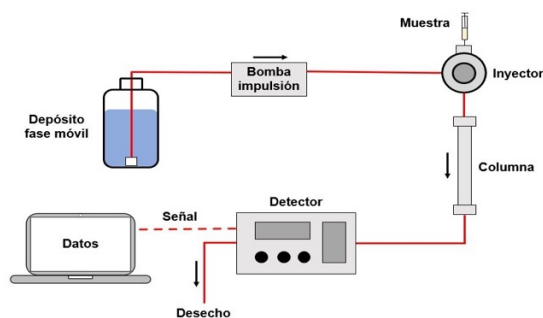 Muestra
Bomba
impulsión
Inyector
Depósito
fase móvil
Columna
Detector
Señal
Datos
Desecho